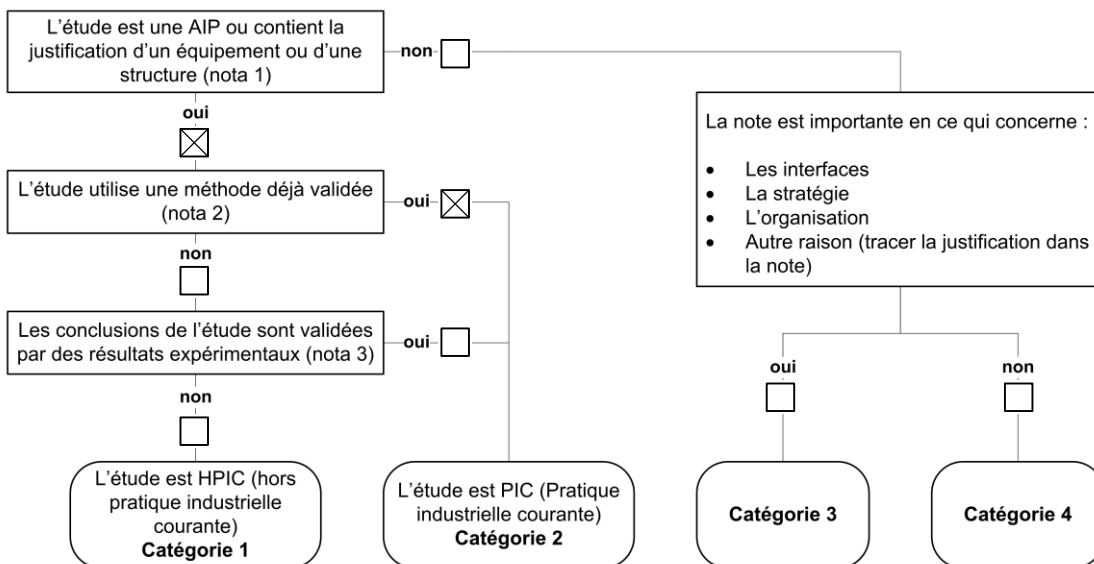 L'étude est une AIP ou contient la
justification d'un équipement ou d'une
structure (nota 1)
non
oui
La note est importante en ce qui concerne :
• Les interfaces
• La stratégie
• L'organisation
• Autre raison (tracer la justification dans
la note)
L'étude utilise une méthode déjà validée
(nota 2)
oui
non
Les conclusions de l'étude sont validées
par des résultats expérimentaux (nota 3)
oui
non
oui
non
L'étude est HPIC (hors
pratique industrielle
courante)
Catégorie 1
L'étude est PIC (Pratique
industrielle courante)
Catégorie 2
Catégorie 3
Catégorie 4